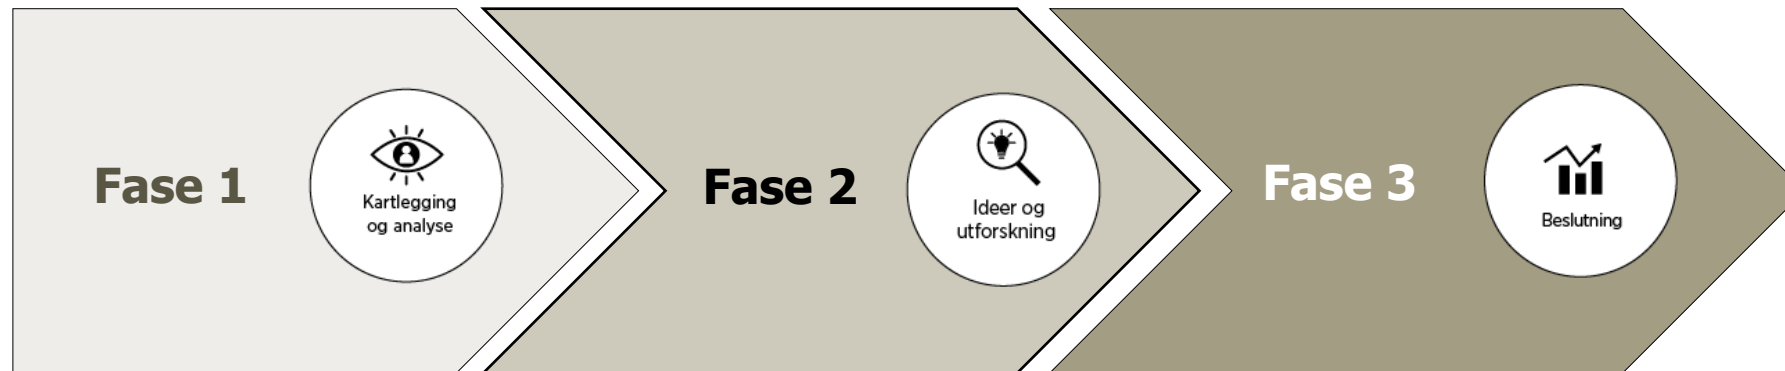 Fase 1
Kartlegging
og analyse
Fase 2
Ideer og
utforskning
Fase 3
Beslutning